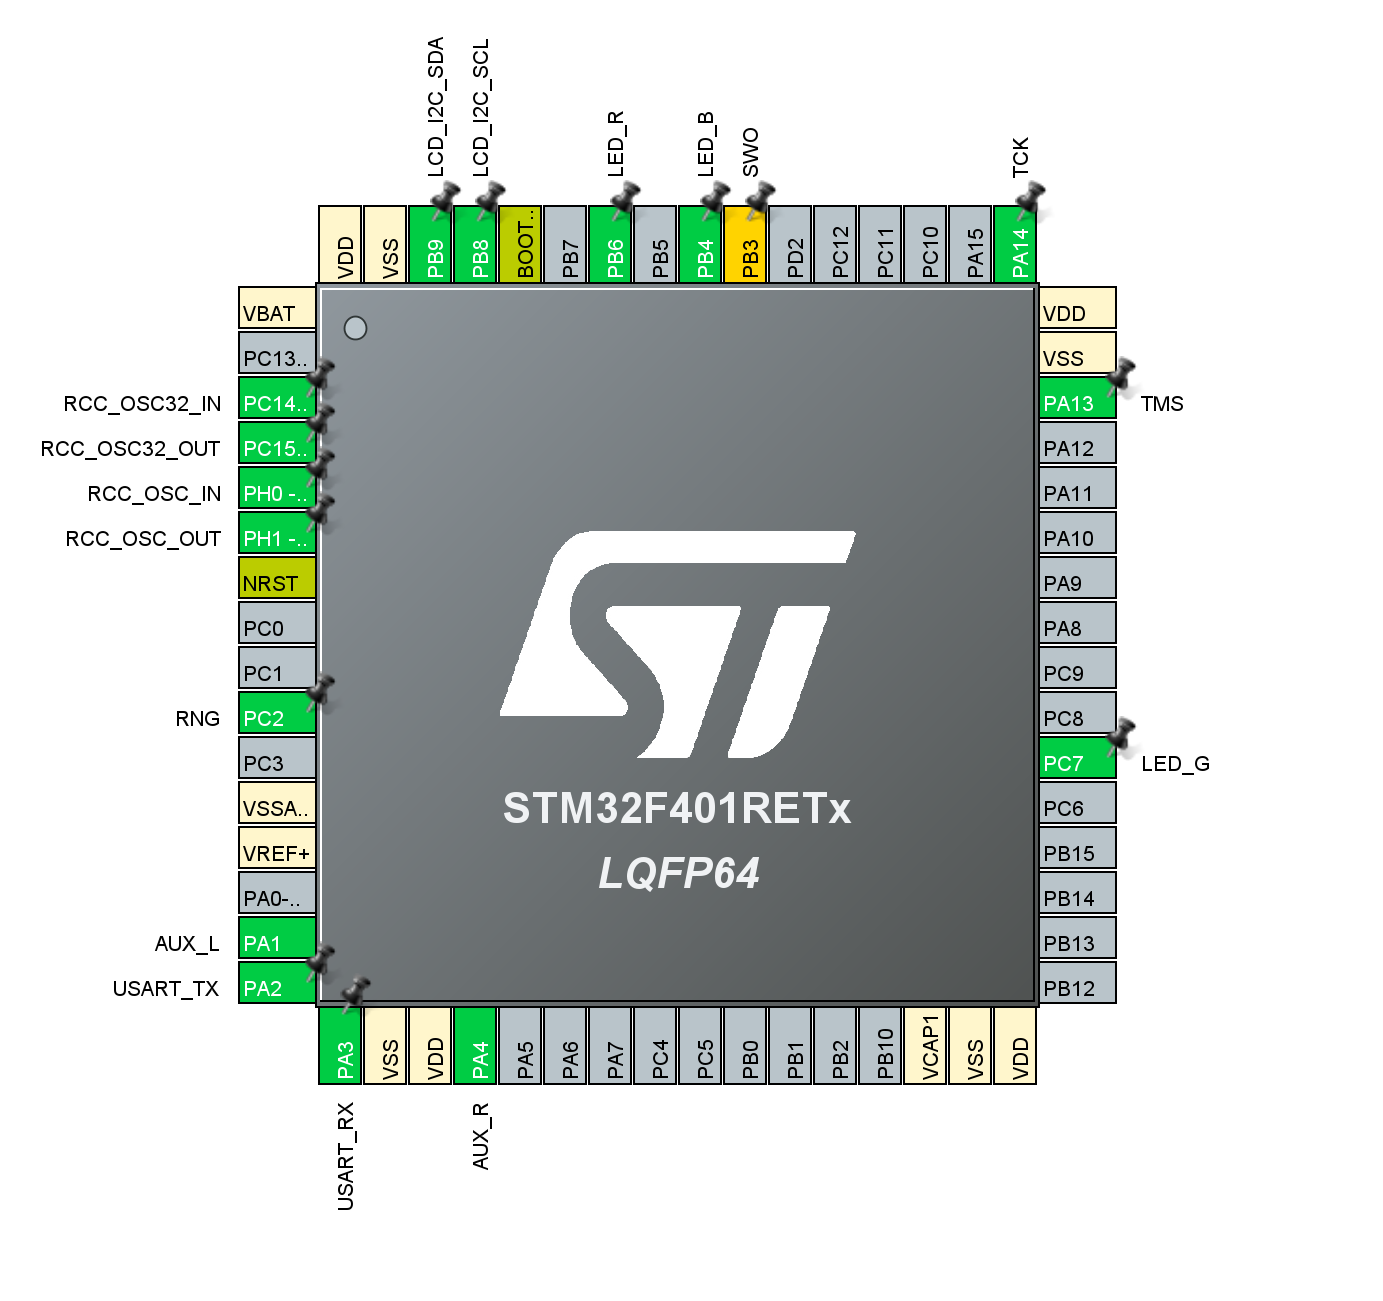 LCD_I2C_SDA
LCD_I2C_SCL
LED_R
LED_B
SWO
TCK
VDD
VSS
PB9
PB8
BOOT..
PB7
PB6
PB5
PB4
PB3
PD2
PC12
PC11
PC10
PA15
PA14
VBAT
PC13..
RCC_OSC32_IN PC14..
RCC_OSC32_OUT PC15..
RCC_OSC_IN PH0 -..
RCC_OSC_OUT PH1 -..
NRST
PC0
PC1
RNG PC2
PC3
VSSA..
VREF+
PA0-..
AUX_L PA1
USART_TX PA2
STM32F401RETx
LQFP64
VDD
VSS
PA13 TMS
PA12
PA11
PA10
PA9
PA8
PC9
PC8
PC7 LED_G
PC6
PB15
PB14
PB13
PB12
PA3
VSS
VDD
PA4
PA5
PA6
PA7
PC4
PC5
PB0
PB1
PB2
PB10
VCAP1
VSS
VDD
USART_RX
AUX_R